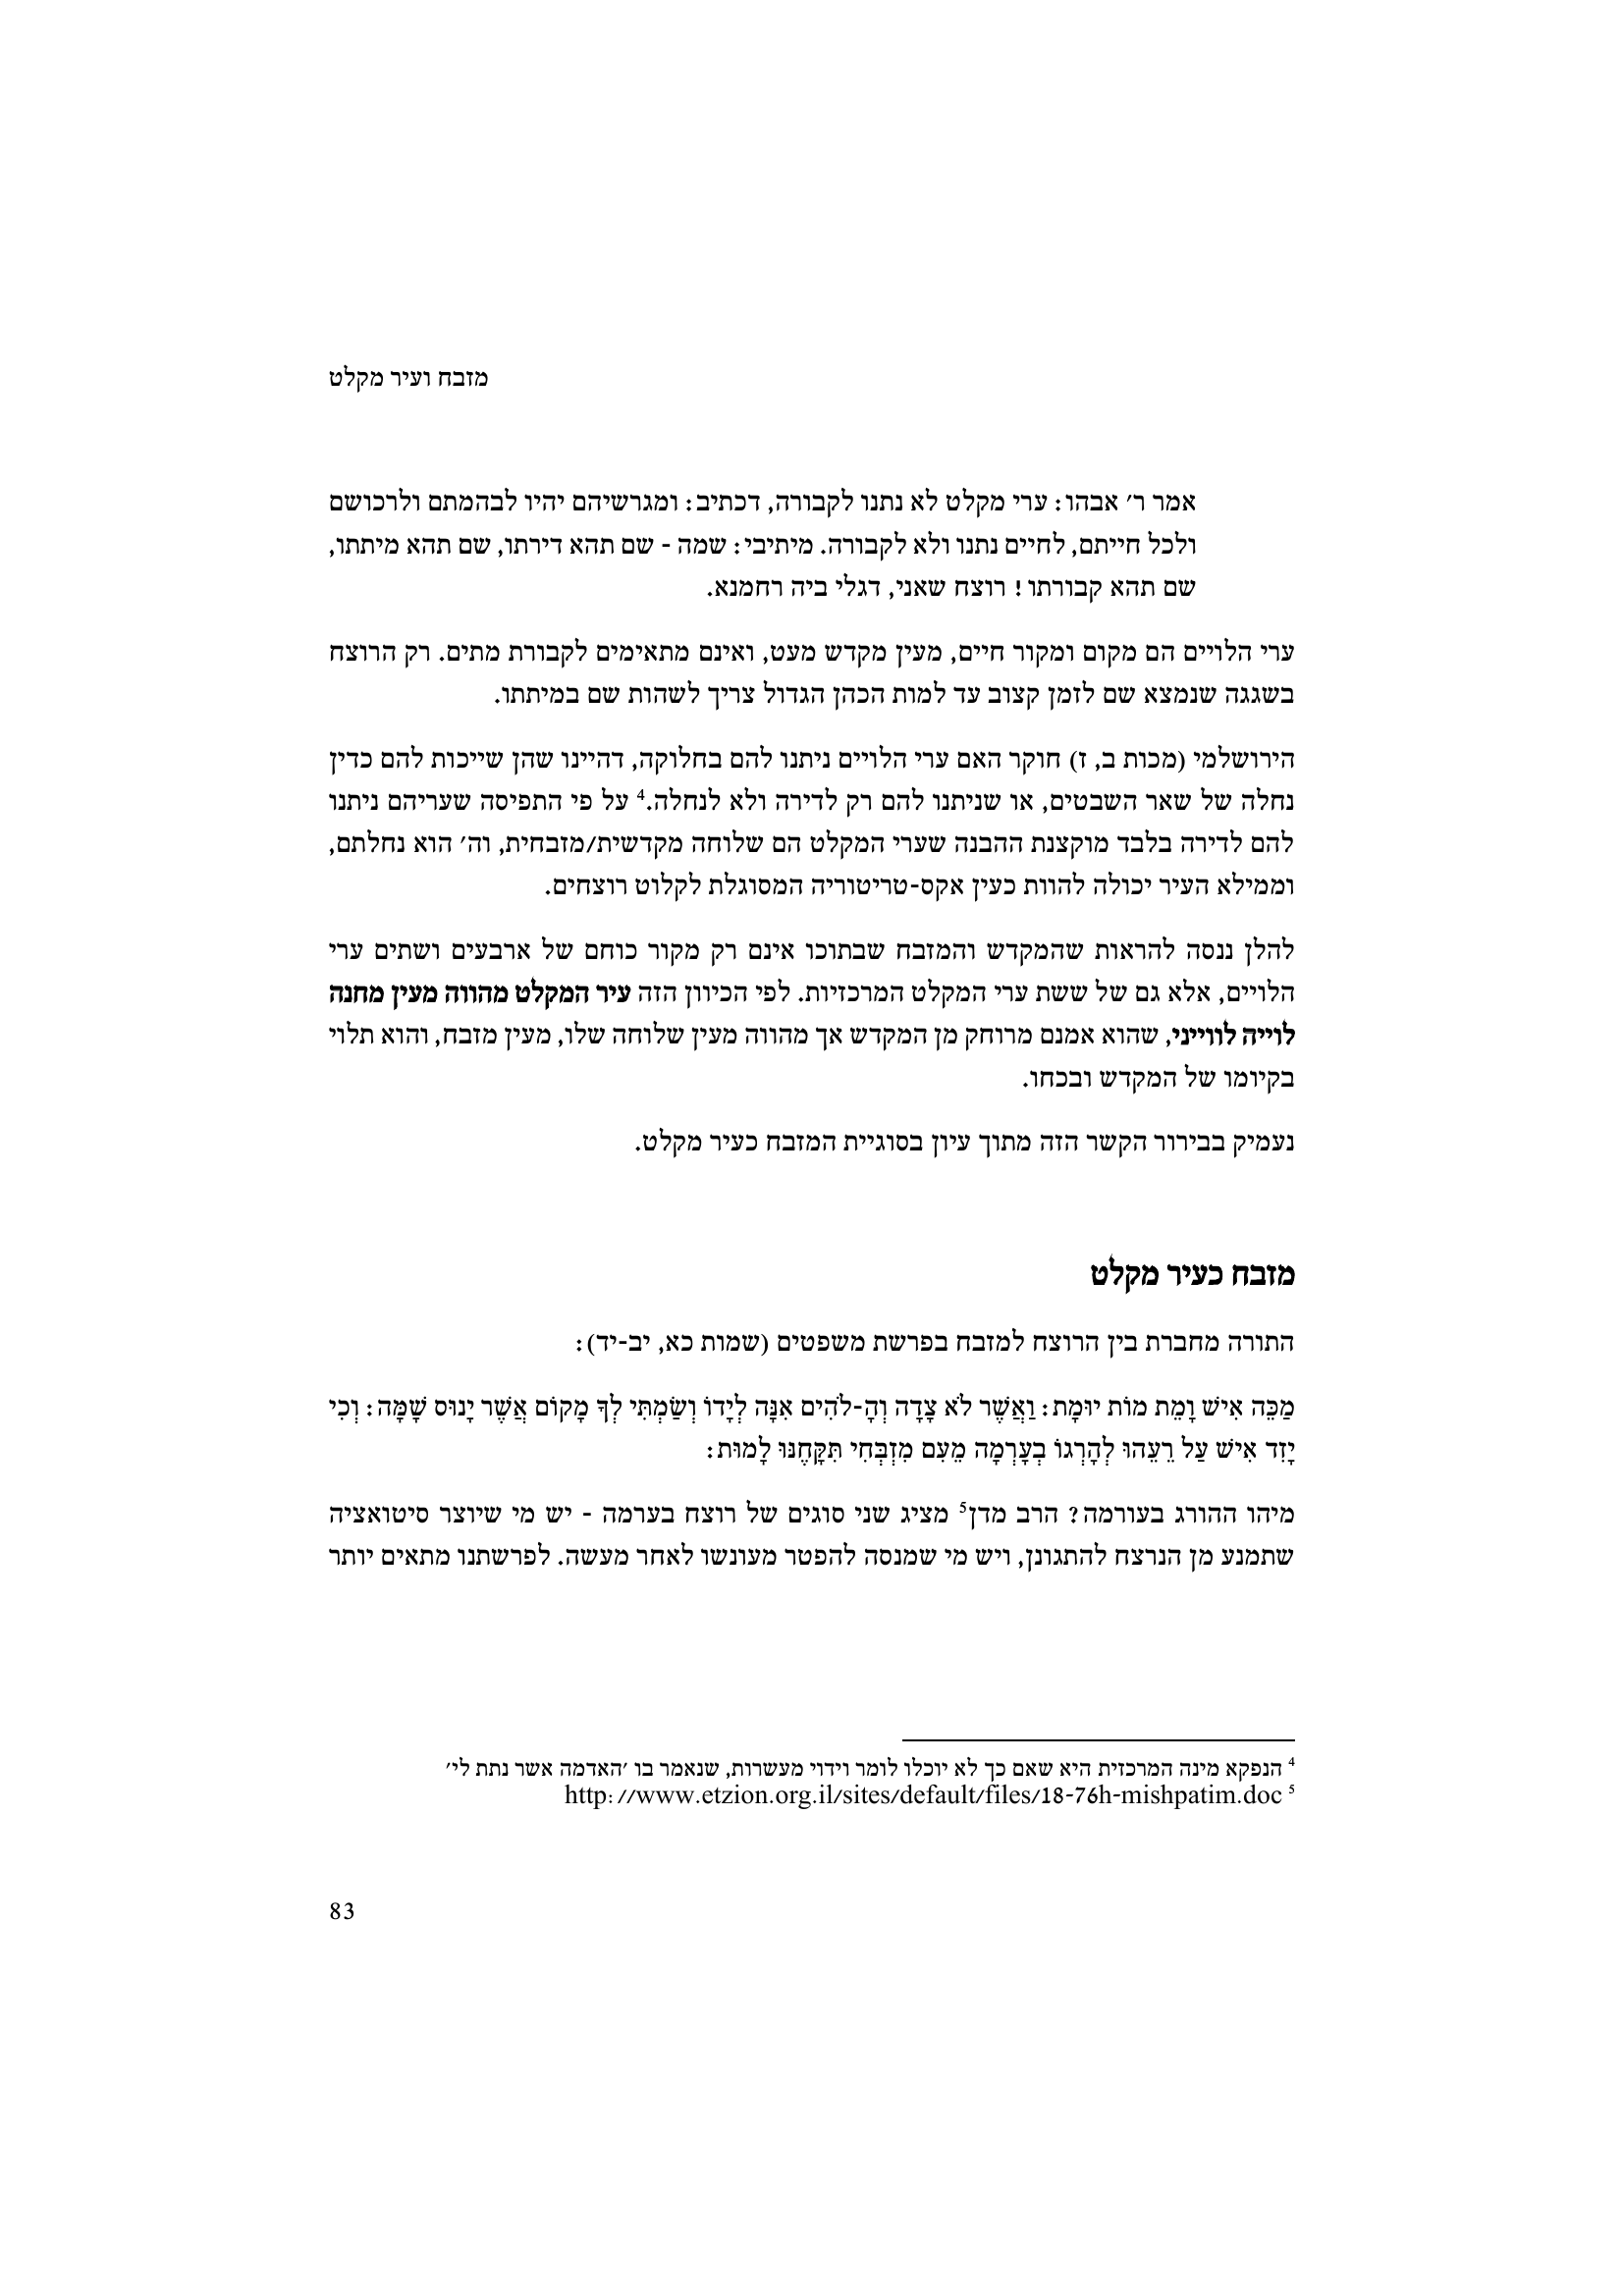 מזבח ועיר מקלט
אמר ר׳ אבהו: ערי מקלט לא נתנו לקבורה, דכתיב: ומגרשיהם יהיו לבהמתם ולרכושם
ולכל חייתם, לחיים נתנו ולא לקבורה. מיתיבי: שמה - שם תהא דירתו, שם תהא מיתתו,
שם תהא קבורתו! רוצח שאני, דגלי ביה רחמנא.
ערי הלויים הם מקום ומקור חיים, מעין מקדש מעט, ואינם מתאימים לקבורת מתים. רק הרוצח
בשגגה שנמצא שם לזמן קצוב עד למות הכהן הגדול צריך לשהות שם במיתתו.
הירושלמי (מכות ב, ז) חוקר האם ערי הלויים ניתנו להם בחלוקה, דהיינו שהן שייכות להם כדין
נחלה של שאר השבטים, או שניתנו להם רק לדירה ולא לנחלה.4 על פי התפיסה שעריהם ניתנו
להם לדירה בלבד מוקצנת ההבנה שערי המקלט הם שלוחה מקדשית/מזבחית, וה׳ הוא נחלתם,
וממילא העיר יכולה להוות כעין אקס-טריטוריה המסוגלת לקלוט רוצחים.
להלן ננסה להראות שהמקדש והמזבח שבתוכו אינם רק מקור כוחם של ארבעים ושתים ערי
הלויים, אלא גם של ששת ערי המקלט המרכזיות. לפי הכיוון הזה עיר המקלט מהווה מעין מחנה
לוייה לווייני, שהוא אמנם מרוחק מן המקדש אך מהווה מעין שלוחה שלו, מעין מזבח, והוא תלוי
בקיומו של המקדש ובכחו.
נעמיק בבירור הקשר הזה מתוך עיון בסוגיית המזבח כעיר מקלט.
מזבח כעיר מקלט
התורה מחברת בין הרוצח למזבח בפרשת משפטים (שמות כא, יב-יד):
מַכֵּה אִישׁ וָמֵת מוֹת יוּמָת: וַאֲשֶׁר לֹא צָדָה וְהָ-לֹהִים אִנָּה לְיָדוֹ וְשַׂמְתִּי לְךָ מָקוֹם אֲשֶׁר יָנוּס שָׁמָּה: וְכִי
יָזִד אִישׁ עַל רֵעֵהוּ לְהָרְגוֹ בְעָרְמָה מֵעִם מִזְבְּחִי תִּקָּחֶנּוּ לָמוּת:
מיהו ההורג בעורמה? הרב מדן5 מציג שני סוגים של רוצח בערמה - יש מי שיוצר סיטואציה
שתמנע מן הנרצח להתגונן, ויש מי שמנסה להפטר מעונשו לאחר מעשה. לפרשתנו מתאים יותר
4 הנפקא מינה המרכזית היא שאם כך לא יוכלו לומר וידוי מעשרות, שנאמר בו ׳האדמה אשר נתת לי׳
5 http://www.etzion.org.il/sites/default/files/18-76h-mishpatim.doc
83